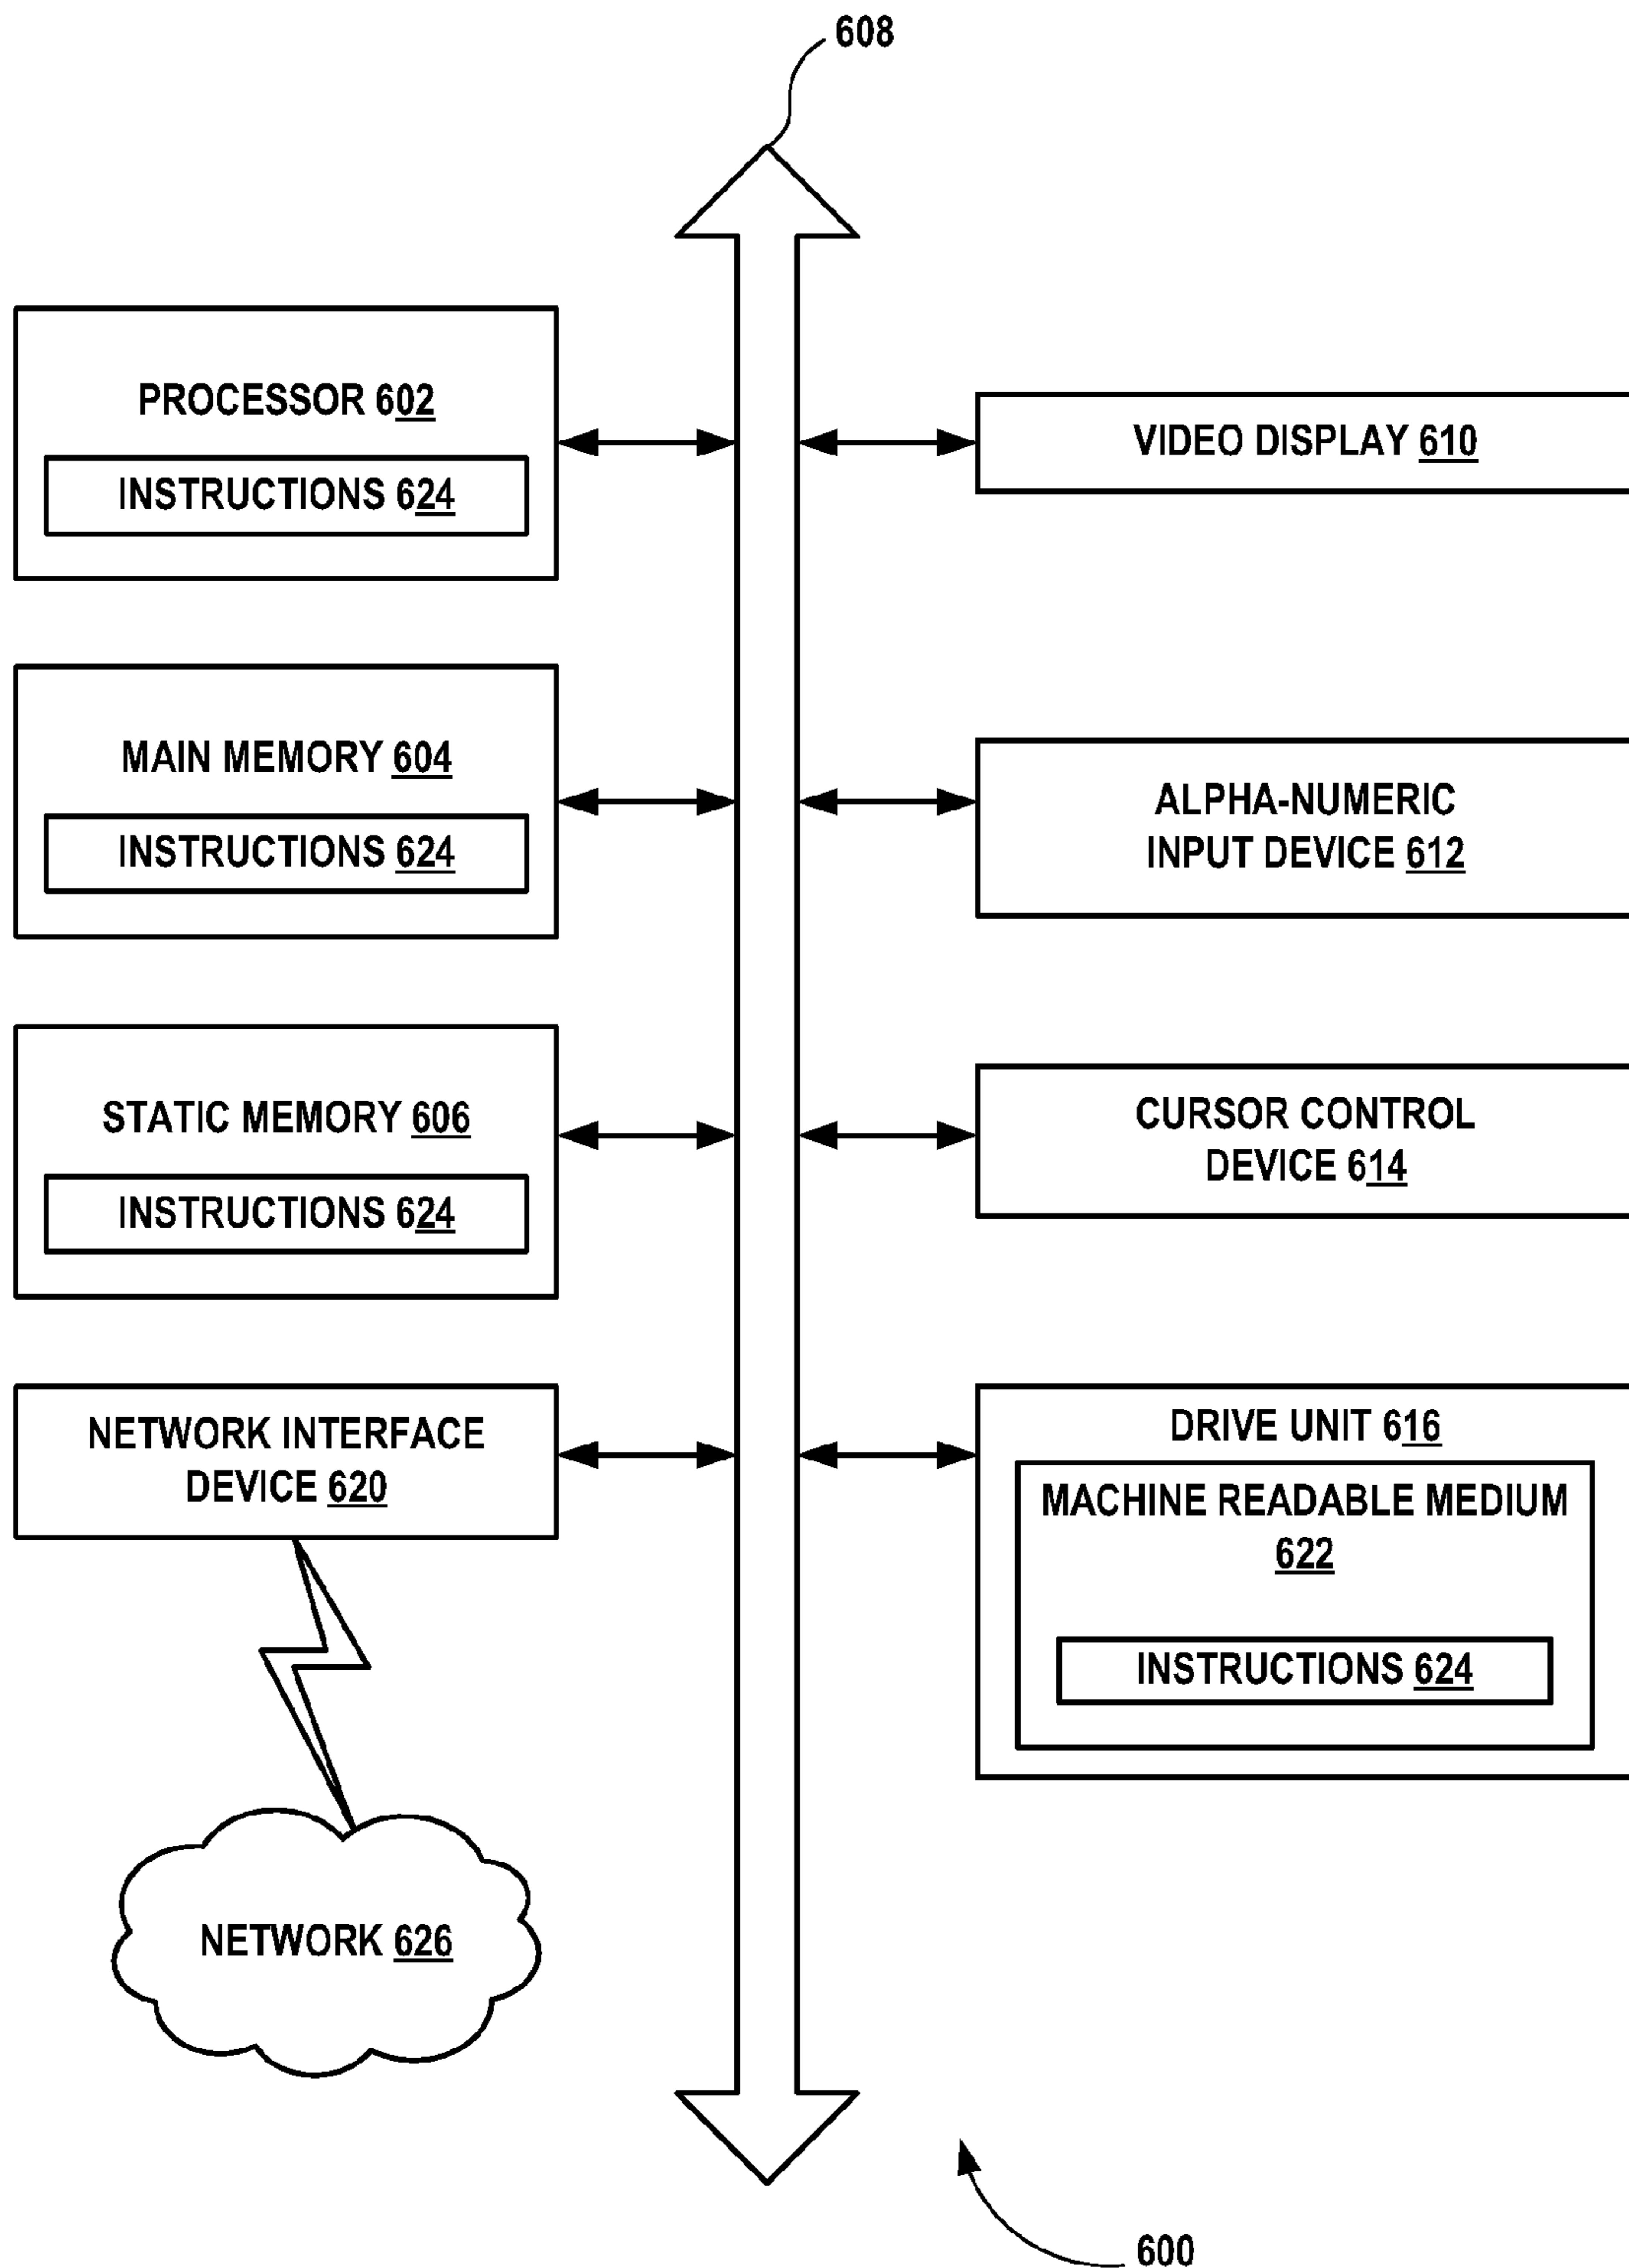 608
PROCESSOR 602
INSTRUCTIONS 624
MAIN MEMORY 604
INSTRUCTIONS 624
STATIC MEMORY 606
INSTRUCTIONS 624
NETWORK INTERFACE
DEVICE 620
NETWORK 626
VIDEO DISPLAY 610
ALPHA-NUMERIC
INPUT DEVICE 612
CURSOR CONTROL
DEVICE 614
DRIVE UNIT 616
MACHINE READABLE MEDIUM
622
INSTRUCTIONS 624
600